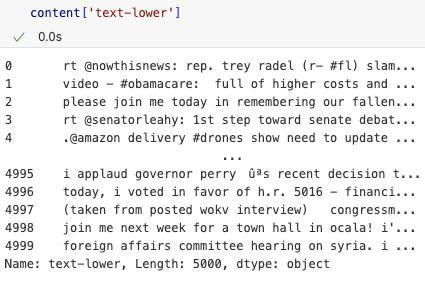 content['text-lower']
✓ 0.0s
0 rt @nowthisnews: rep. trey radel (r- #fl) slam...
1 video - #obamacare: full of higher costs and ...
2 please join me today in remembering our fallen...
3 rt @senatorleahy: 1st step toward senate debat...
4 .@amazon delivery #drones show need to update ...
...
4995 i applaud governor perry ûªs recent decision t...
4996 today, i voted in favor of h.r. 5016 - financi...
4997 (taken from posted wokv interview) congressm...
4998 join me next week for a town hall in ocala! i'...
4999 foreign affairs committee hearing on syria. i ...
Name: text-lower, Length: 5000, dtype: object